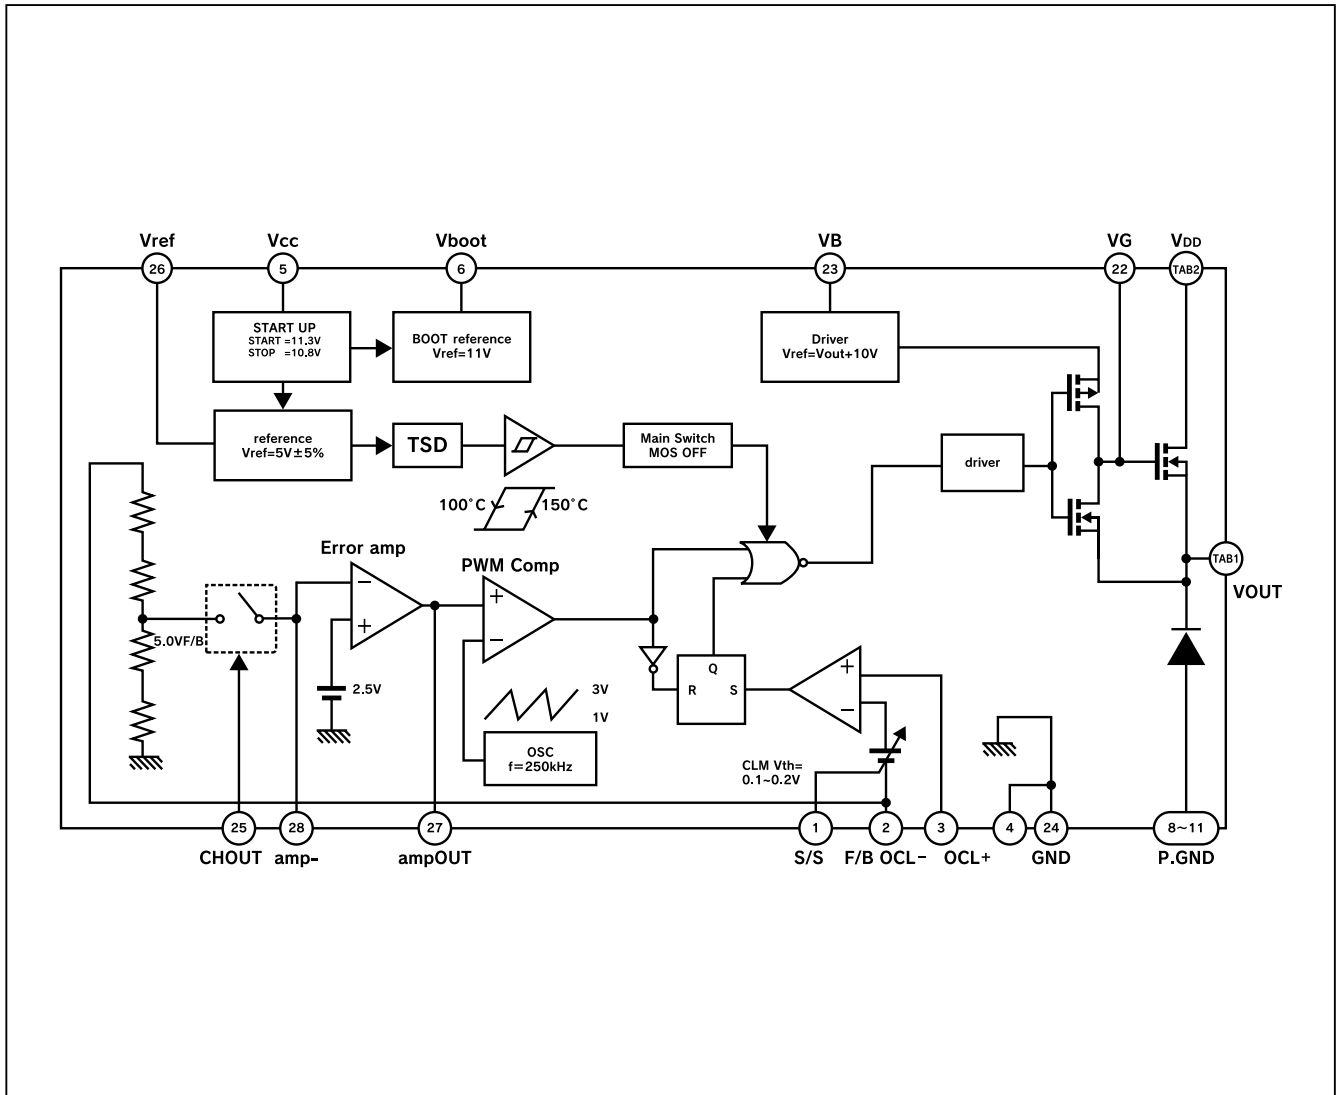 Vref
Vcc
Vboot
VB
VG
VDD
26
5
6
23
22
TAB2
START UP
START =11.3V
STOP =10.8V
BOOT reference
Vref=11V
Driver
Vref=Vout+10V
reference
Vref=5V±5%
TSD
Main Switch
MOS OFF
driver
100°C
150°C
Error amp
PWM Comp
TAB1
VOUT
−
+
+
−
5.0VF/B
2.5V
3V
1V
OSC
f=250kHz
Q
R
S
+
−
CLM Vth=
0.1~0.2V
25
28
27
1
2
3
4
24
8~11
CHOUT
amp-
ampOUT
S/S
F/B OCL−
OCL+
GND
P.GND